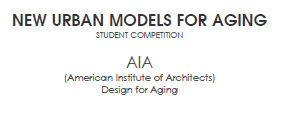 NEW URBAN MODELS FOR AGING
STUDENT COMPETITION
AIA
(American Institute of Architects)
Design for Aging